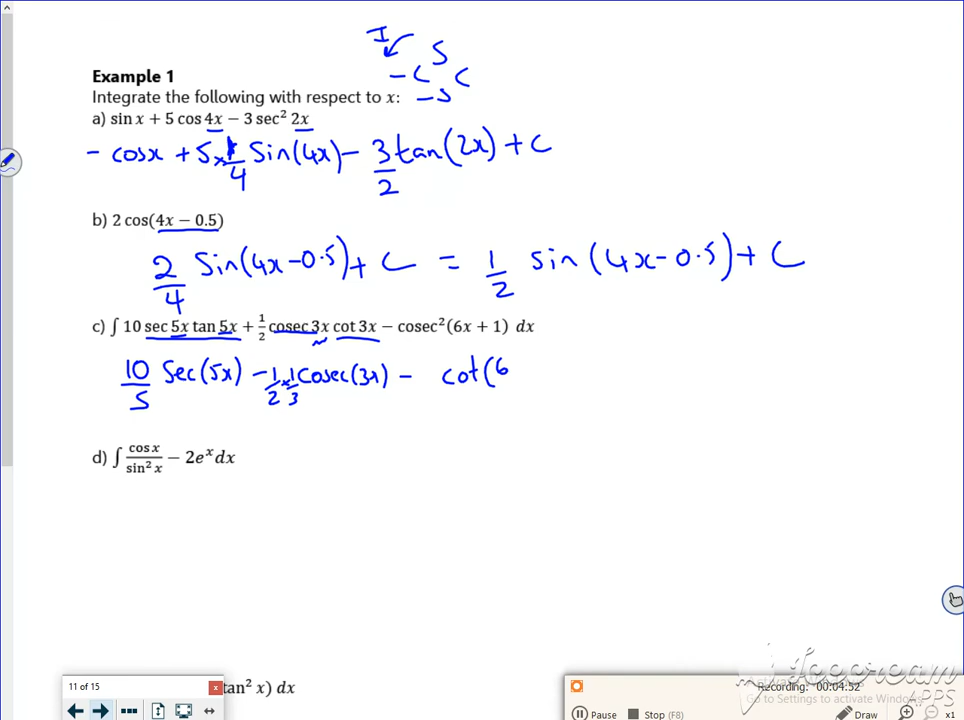 I
S
-C C
-S
Example 1
Integrate the following with respect to x:
a) sin x + 5 cos 4x − 3 sec² 2x
- cosx + 5 × 1/4 Sin(4x) - 3/2 tan(2x) + C
b) 2 cos(4x − 0.5)
2/4 Sin(4x-0.5) + C = 1/2 sin(4x-0.5) + C
c) ∫ 10 sec 5x tan 5x + 1/2 cosec 3x cot 3x − cosec²(6x + 1) dx
10/5 Sec(5x) - 1/2 × 1/3 Cosec(3x) - cot(6
d) ∫ cos x/sin² x − 2eˣ dx
11 of 15
x
tan² x) dx
Recording: 00:04:52
Go to Settings to activate Windows.
icecream
APPS
Pause
Stop (F8)
Draw
x1